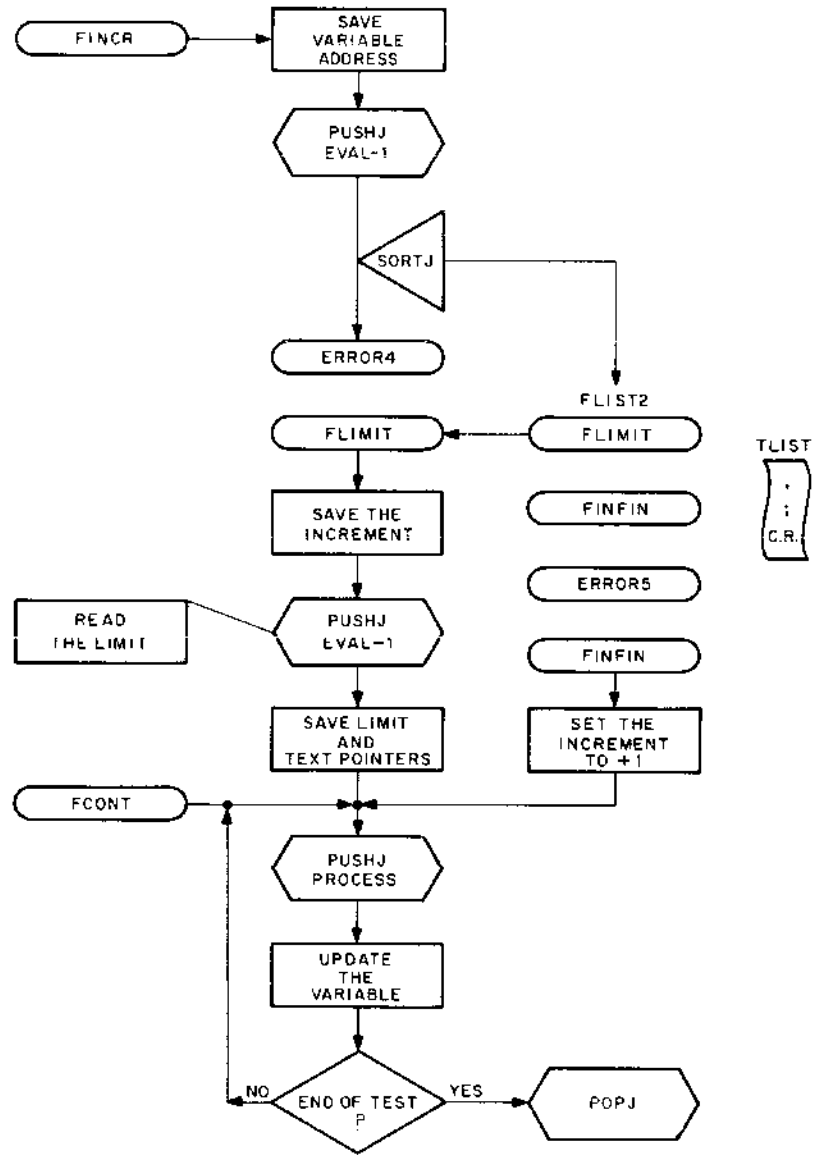 FINCR
SAVE
VARIABLE
ADDRESS
PUSHJ
EVAL-1
SORTJ
ERROR4
FLIST2
FLIMIT
FLIMIT
TLIST
,
;
C.R.
SAVE THE
INCREMENT
FINFIN
ERROR5
READ
THE LIMIT
PUSHJ
EVAL-1
FINFIN
SAVE LIMIT
AND
TEXT POINTERS
SET THE
INCREMENT
TO +1
FCONT
PUSHJ
PROCESS
UPDATE
THE
VARIABLE
NO
END OF TEST
?
YES
POPJ